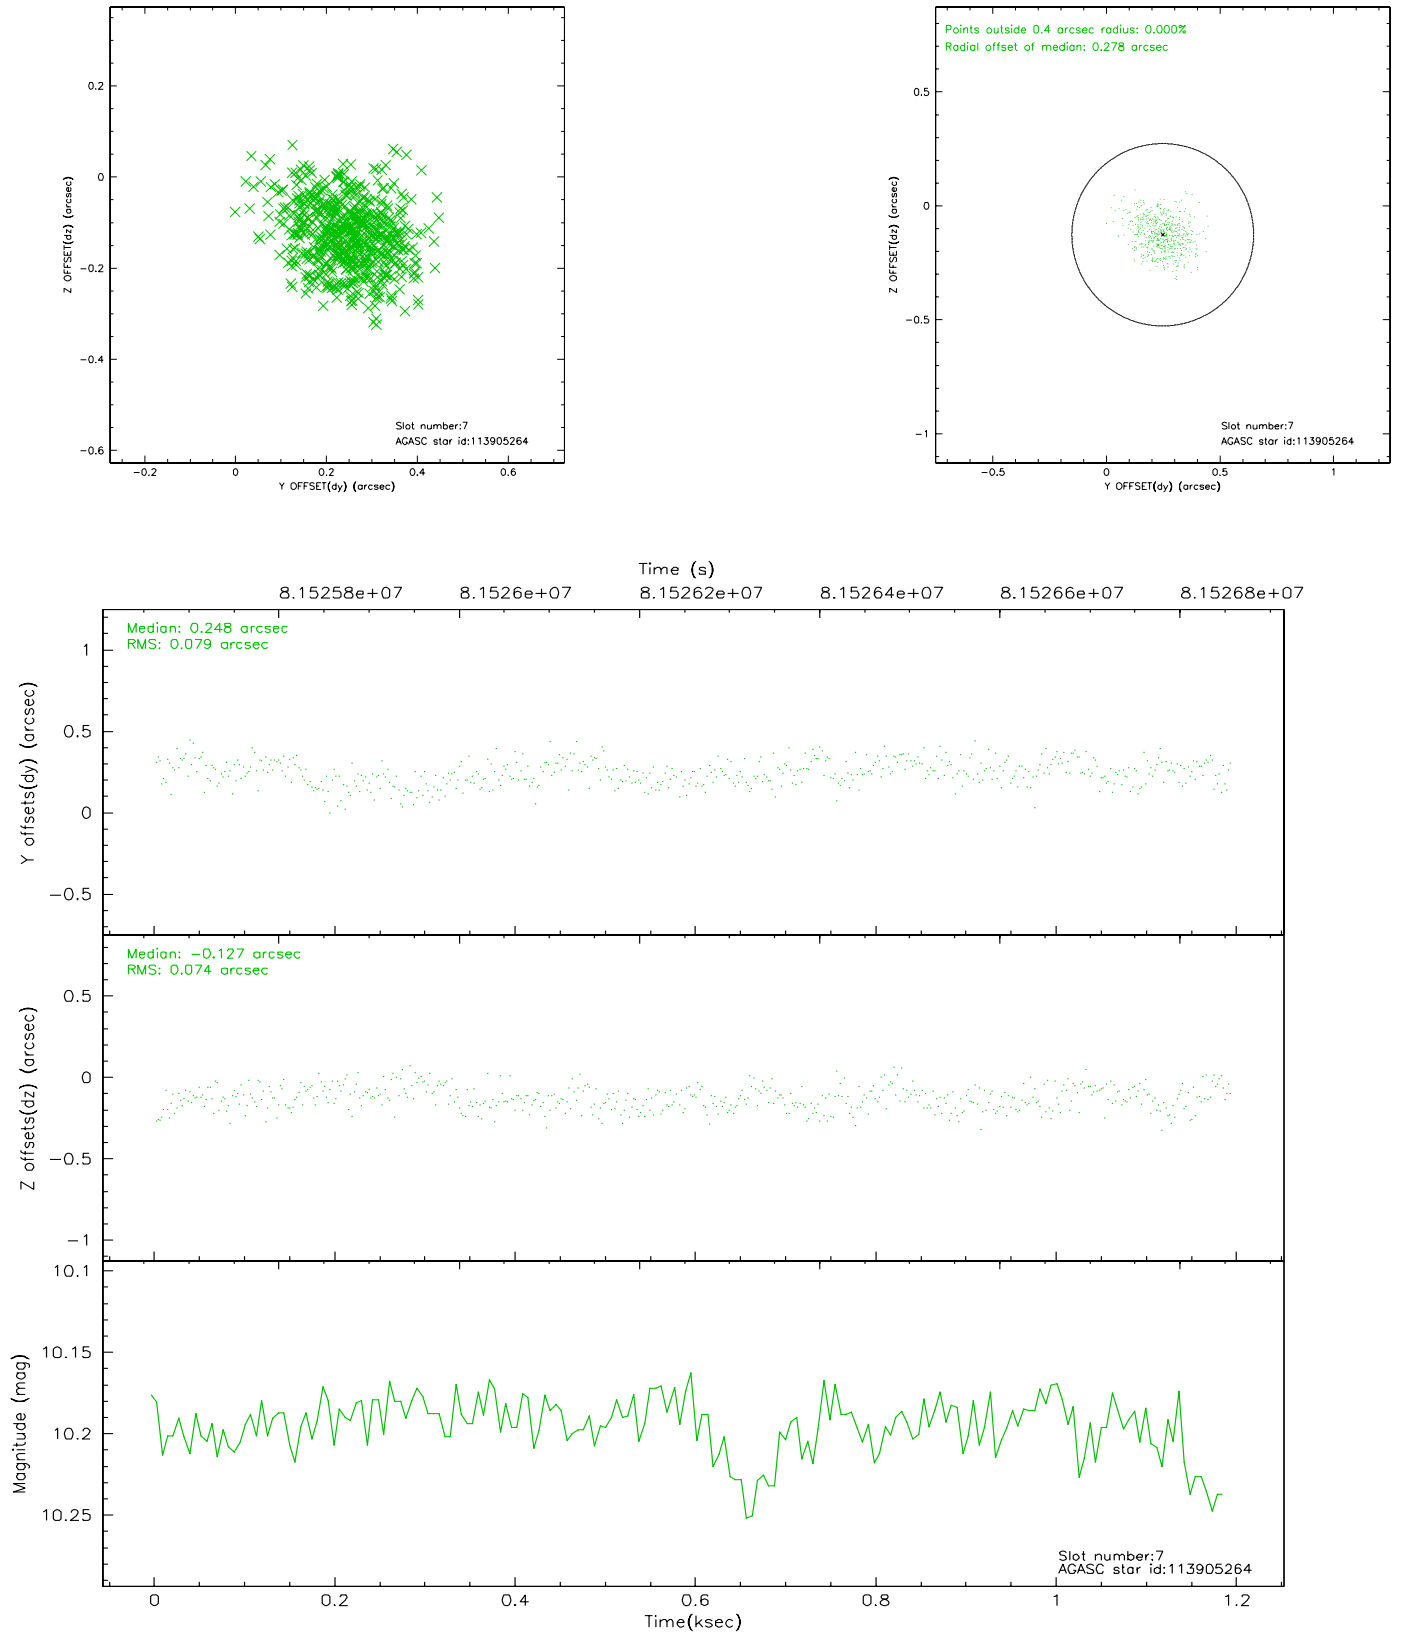 0.2
0
−0.2
−0.4
−0.6
Z OFFSET(dz) (arcsec)
Slot number:7
AGASC star id:113905264
−0.2 0 0.2 0.4 0.6
Y OFFSET(dy) (arcsec)
Points outside 0.4 arcsec radius: 0.000%
Radial offset of median: 0.278 arcsec
0.5
0
−0.5
−1
Z OFFSET(dz) (arcsec)
Slot number:7
AGASC star id:113905264
−0.5 0 0.5 1
Y OFFSET(dy) (arcsec)
Time (s)
8.15258e+07 8.1526e+07 8.15262e+07 8.15264e+07 8.15266e+07 8.15268e+07
Median: 0.248 arcsec
RMS: 0.079 arcsec
1
0.5
0
−0.5
Y offsets(dy) (arcsec)
Median: −0.127 arcsec
RMS: 0.074 arcsec
0.5
0
−0.5
−1
Z offsets(dz) (arcsec)
10.1
10.15
10.2
10.25
Magnitude (mag)
Slot number:7
AGASC star id:113905264
0 0.2 0.4 0.6 0.8 1 1.2
Time(ksec)